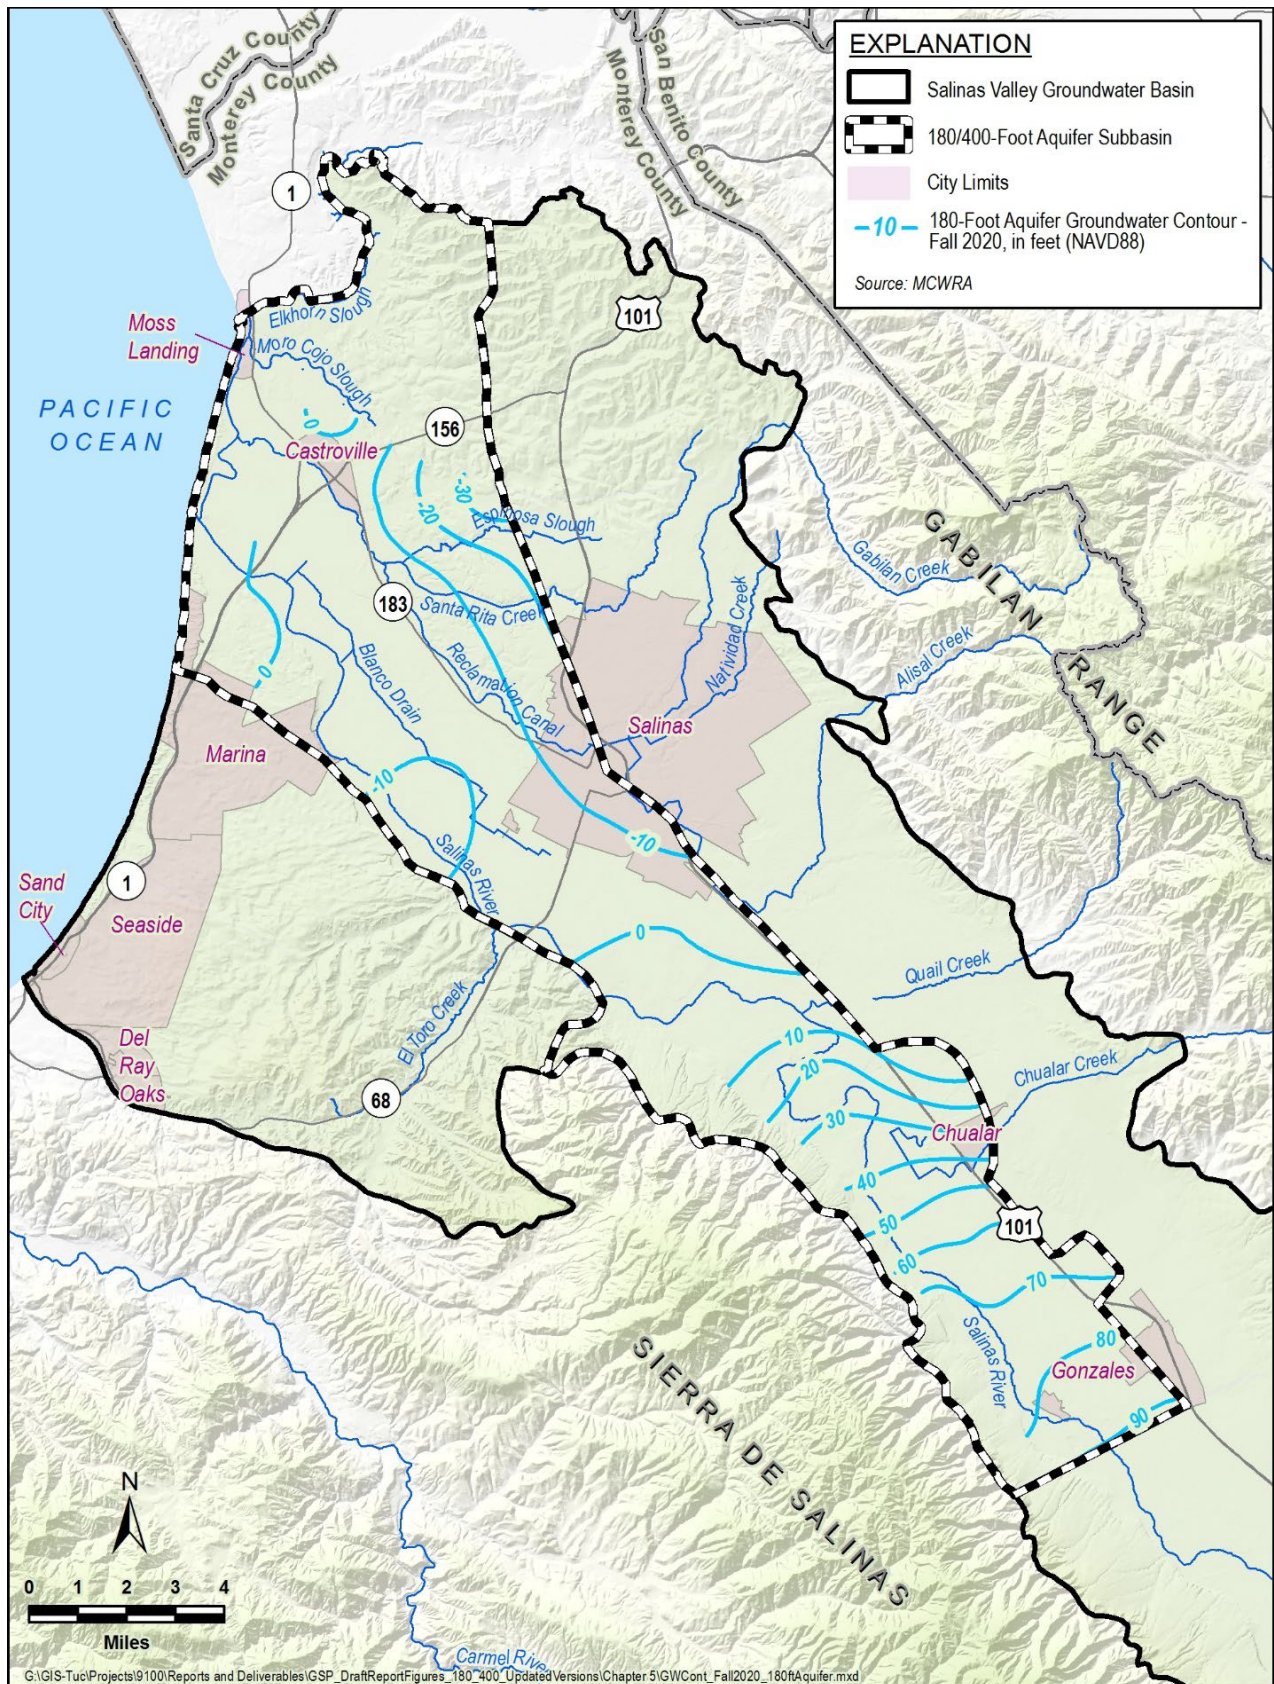 EXPLANATION
Salinas Valley Groundwater Basin
180/400-Foot Aquifer Subbasin
City Limits
-10
180-Foot Aquifer Groundwater Contour -
Fall 2020, in feet (NAVD88)
Source: MCWRA
Santa Cruz County
Monterey County
San Benito County
Monterey County
1
101
Elkhorn Slough
Moss
Landing
Moro Cojo Slough
PACIFIC
OCEAN
-0
156
Castroville
-30
-20
Espinosa Slough
GABILAN
RANGE
Gabilan Creek
183
Santa Rita Creek
Natividad Creek
Alisal Creek
-0
Blanco Drain
Reclamation Canal
Salinas
Marina
-10
Salinas River
-10
Sand
City
1
Seaside
0
Quail Creek
El Toro Creek
Del
Ray
Oaks
68
10
20
30
Chualar Creek
Chualar
40
50
101
60
70
Salinas River
80
Gonzales
90
SIERRA DE SALINAS
N
0 1 2 3 4
Miles
Carmel River
G:\GIS-Tuc\Projects\9100\Reports and Deliverables\GSP_DraftReportFigures_180_400_UpdatedVersions\Chapter 5\GWCont_Fall2020_180ftAquifer.mxd